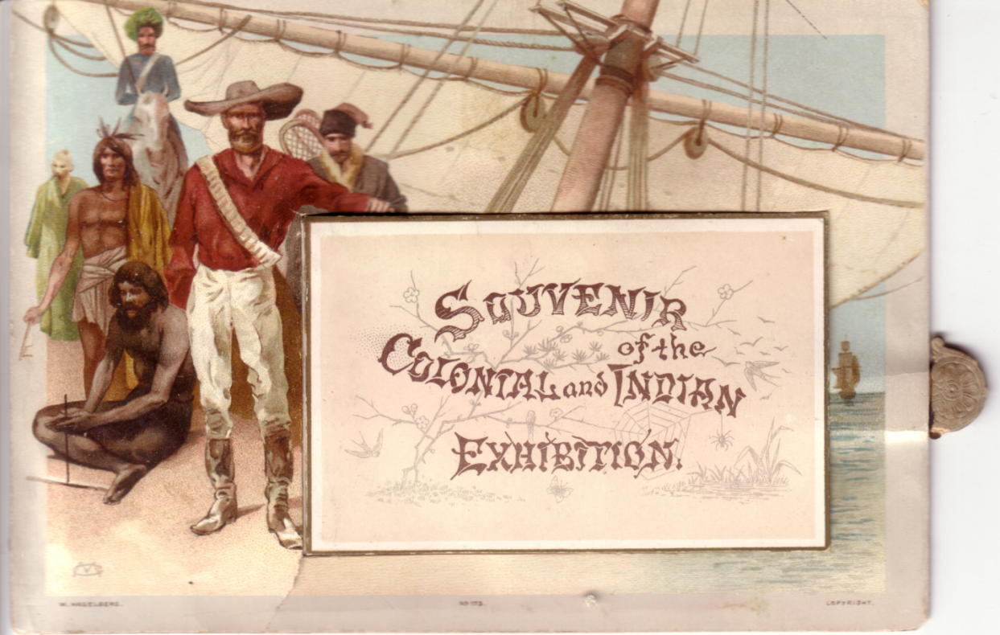 SOUVENIR
of the
COLONIAL and INDIAN
EXHIBITION.
W. HAGELBERG.
No 173.
COPYRIGHT.